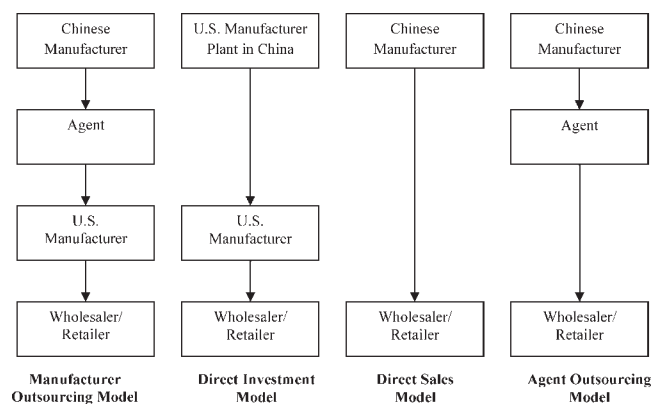 Chinese
Manufacturer
Agent
U.S.
Manufacturer
Wholesaler/
Retailer
Manufacturer
Outsourcing Model
U.S. Manufacturer
Plant in China
U.S.
Manufacturer
Wholesaler/
Retailer
Direct Investment
Model
Chinese
Manufacturer
Wholesaler/
Retailer
Direct Sales
Model
Chinese
Manufacturer
Agent
Wholesaler/
Retailer
Agent Outsourcing
Model